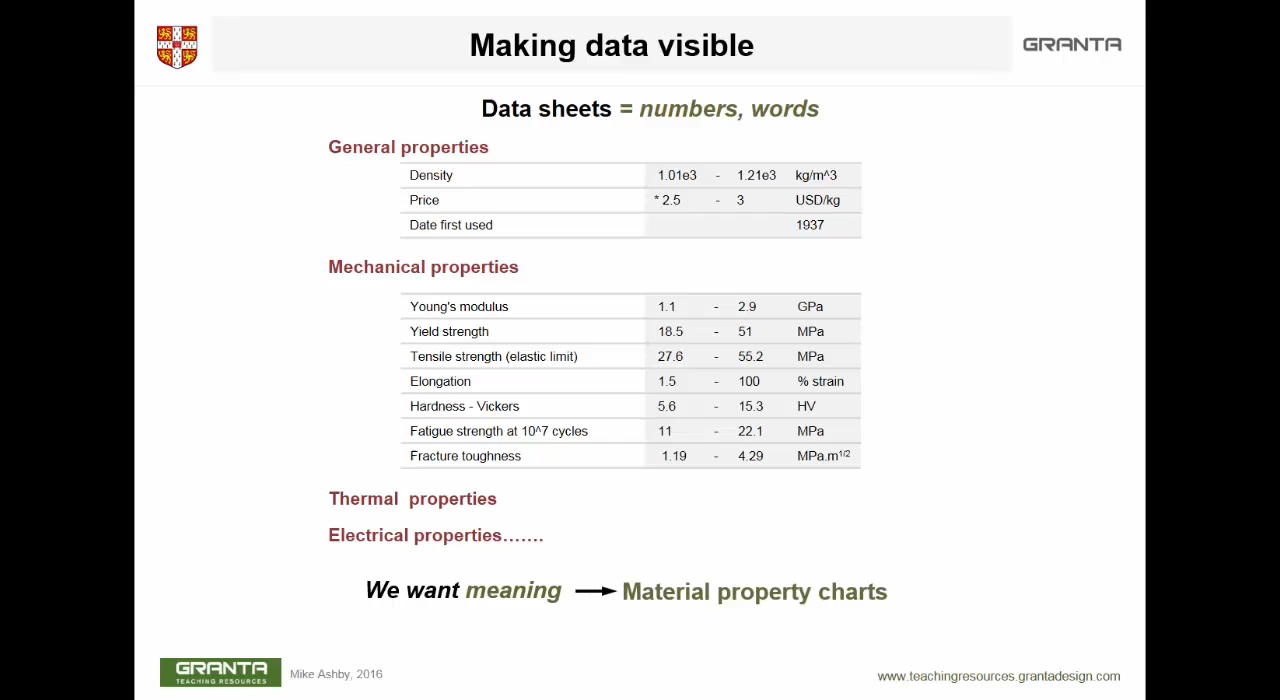 Making data visible
GRANTA
Data sheets = numbers, words
General properties
Density 1.01e3 - 1.21e3 kg/m^3
Price * 2.5 - 3 USD/kg
Date first used 1937
Mechanical properties
Young's modulus 1.1 - 2.9 GPa
Yield strength 18.5 - 51 MPa
Tensile strength (elastic limit) 27.6 - 55.2 MPa
Elongation 1.5 - 100 % strain
Hardness - Vickers 5.6 - 15.3 HV
Fatigue strength at 10^7 cycles 11 - 22.1 MPa
Fracture toughness 1.19 - 4.29 MPa.m1/2
Thermal properties
Electrical properties.......
We want meaning → Material property charts
GRANTA
TEACHING RESOURCES
Mike Ashby, 2016
www.teachingresources.grantadesign.com